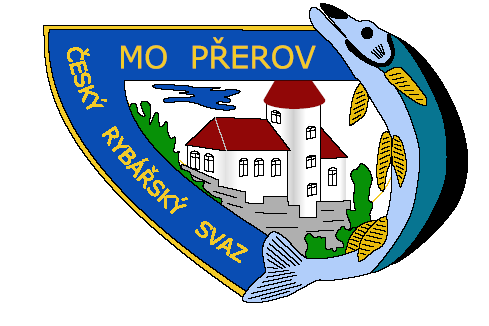 MO PŘEROV
ČESKÝ RYBÁŘSKÝ SVAZ